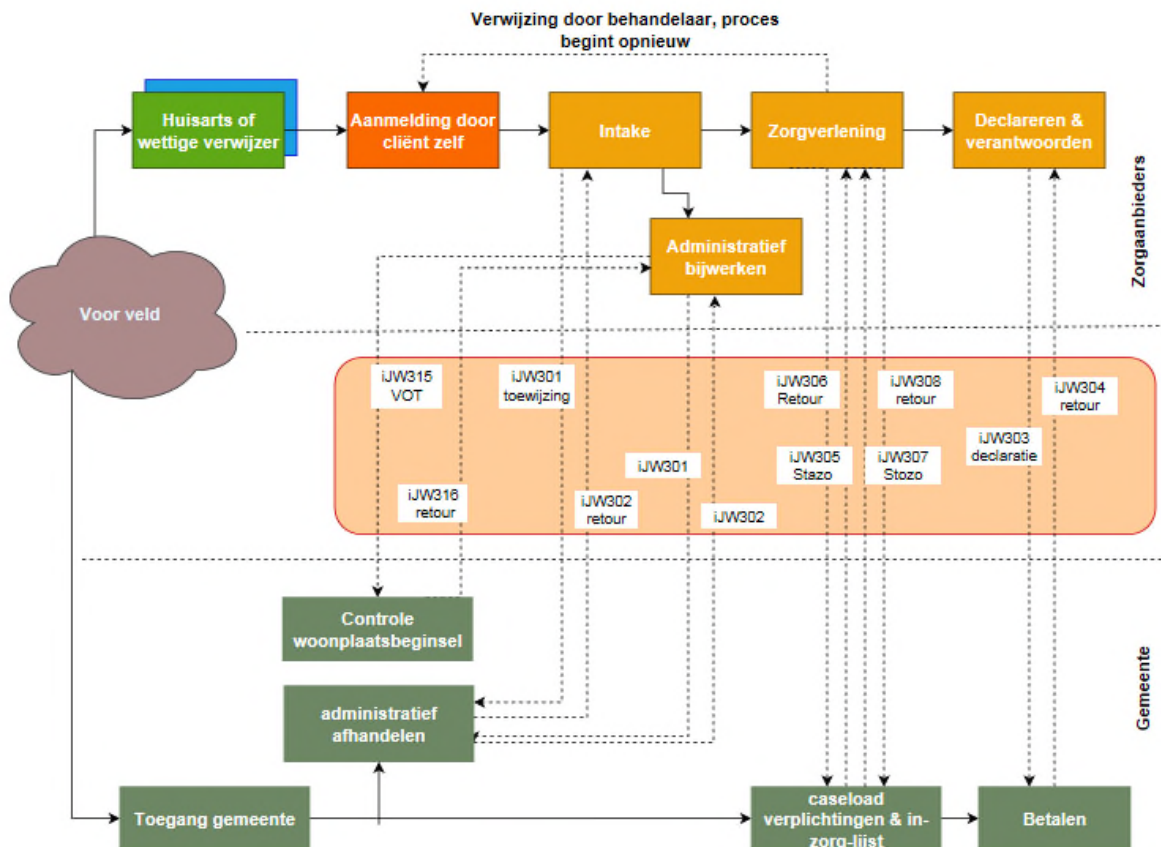 Verwijzing door behandelaar, proces
begint opnieuw
Huisarts of
wettige verwijzer
Aanmelding door
cliënt zelf
Intake
Zorgverlening
Declareren &
verantwoorden
Zorgaanbieders
Administratief
bijwerken
Voor veld
iJW315
VOT
iJW301
toewijzing
iJW306
Retour
iJW308
retour
iJW304
retour
iJW303
declaratie
iJW301
iJW305
Stazo
iJW307
Stozo
iJW316
retour
iJW302
retour
iJW302
Controle
woonplaatsbeginsel
Gemeente
administratief
afhandelen
Toegang gemeente
caseload
verplichtingen & in-
zorg-lijst
Betalen